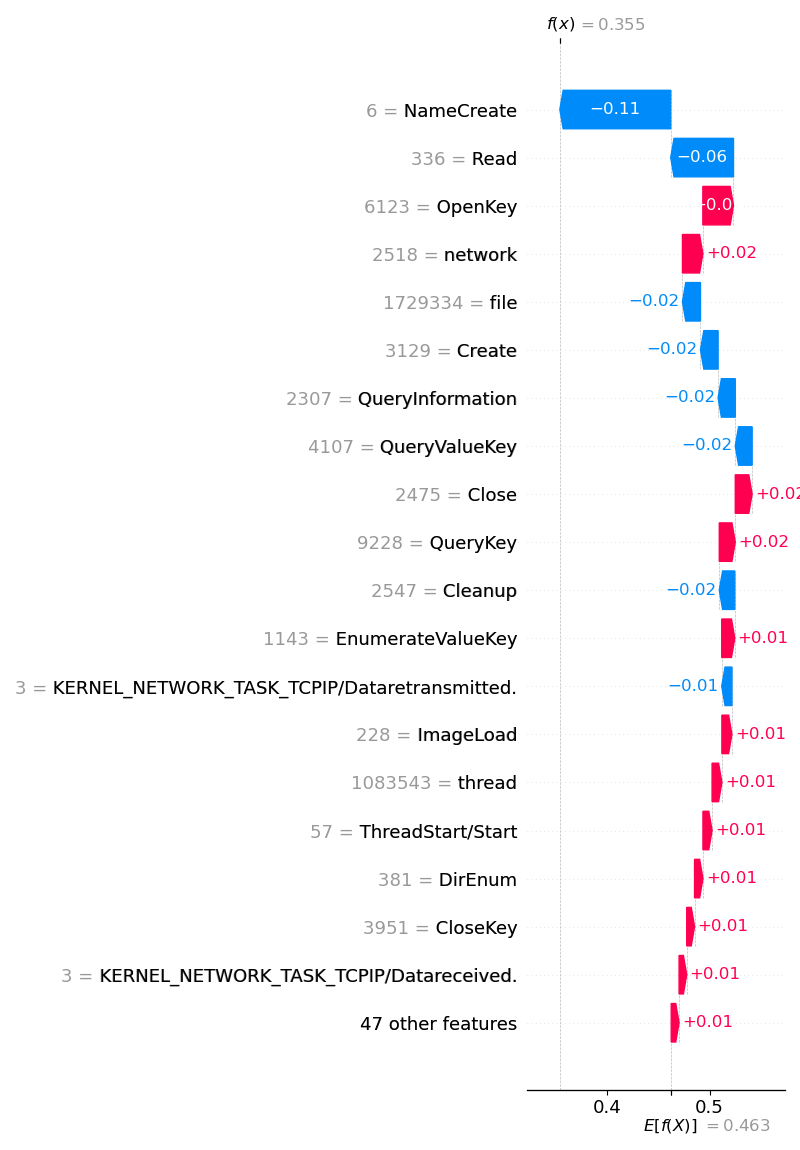 f(x) = 0.355
6 = NameCreate
−0.11
336 = Read
−0.06
6123 = OpenKey
2518 = network
+0.02
1729334 = file
−0.02
3129 = Create
−0.02
2307 = QueryInformation
−0.02
4107 = QueryValueKey
−0.02
2475 = Close
+0.02
9228 = QueryKey
+0.02
2547 = Cleanup
−0.02
1143 = EnumerateValueKey
+0.01
3 = KERNEL_NETWORK_TASK_TCPIP/Dataretransmitted.
−0.01
228 = ImageLoad
+0.01
1083543 = thread
+0.01
57 = ThreadStart/Start
+0.01
381 = DirEnum
+0.01
3951 = CloseKey
+0.01
3 = KERNEL_NETWORK_TASK_TCPIP/Datareceived.
+0.01
47 other features
+0.01
0.4 0.5
E[f(X)] = 0.463